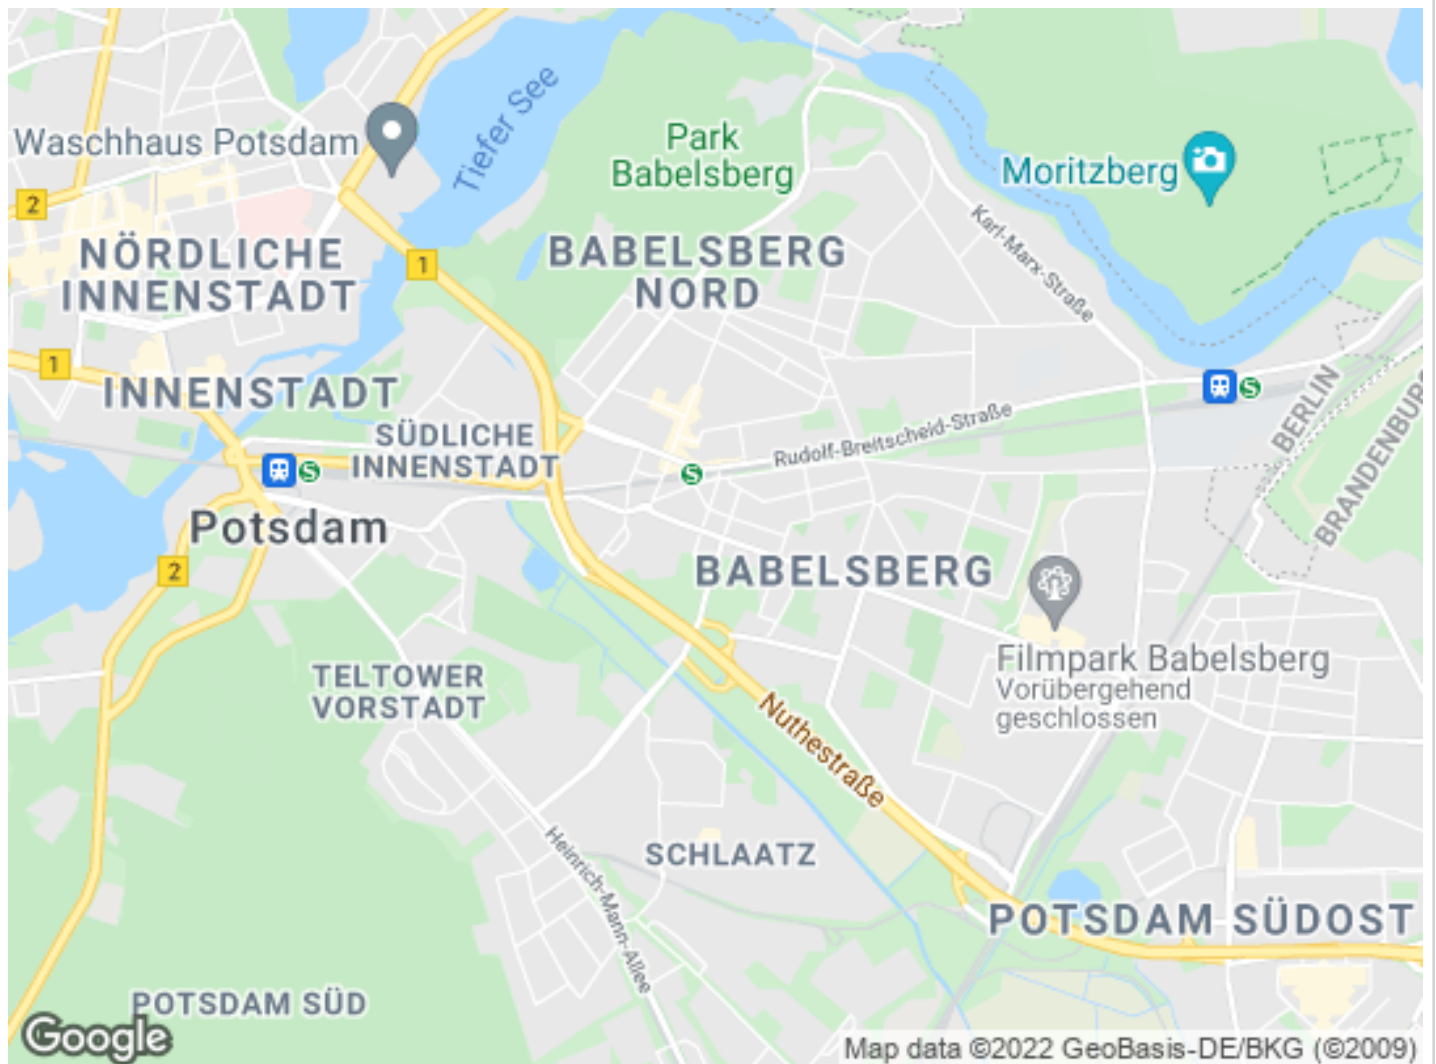 Tiefer See
Waschhaus Potsdam
Park
Babelsberg
Moritzberg
2
Karl-Marx-Straße
NÖRDLICHE
INNENSTADT
1
BABELSBERG
NORD
1
INNENSTADT
S
BERLIN
BRANDENBURG
SÜDLICHE
INNENSTADT
Rudolf-Breitscheid-Straße
S
S
Potsdam
2
BABELSBERG
Filmpark Babelsberg
Vorübergehend
geschlossen
TELTOWER
VORSTADT
Nuthestraße
Heinrich-Mann-Allee
SCHLAATZ
POTSDAM SÜDOST
POTSDAM SÜD
Google
Map data ©2022 GeoBasis-DE/BKG (©2009)